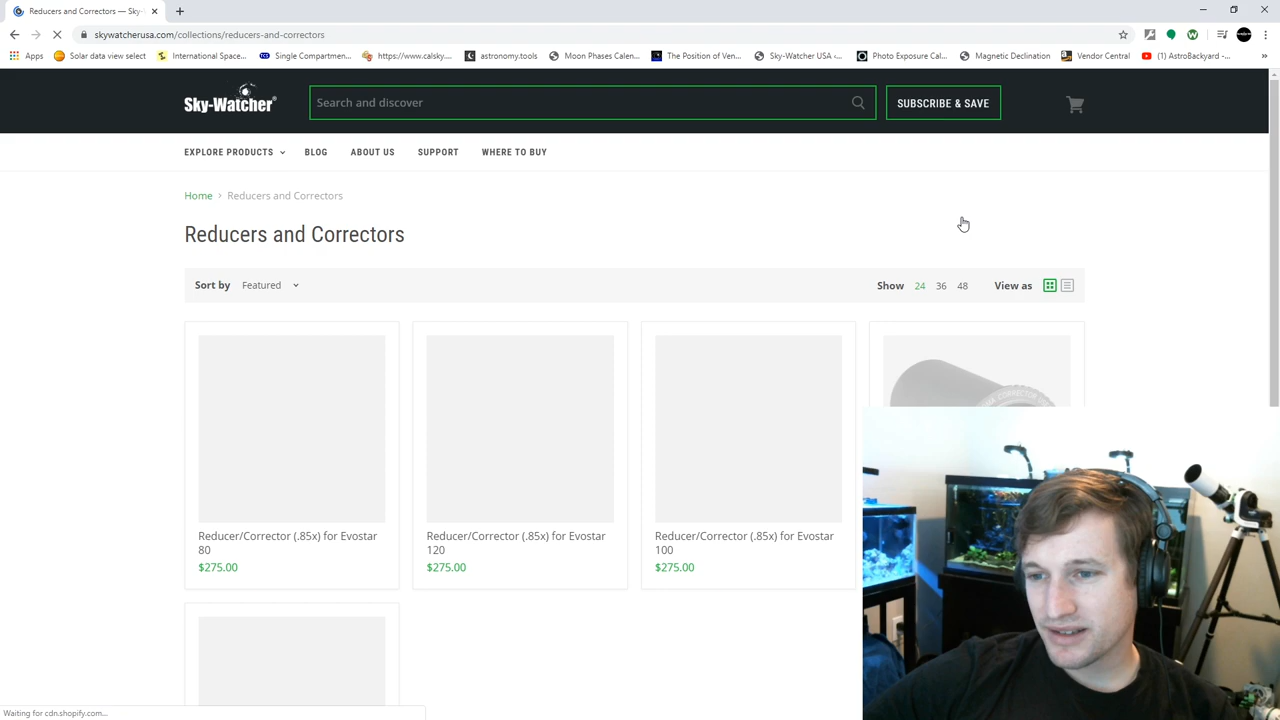 Reducers and Correctors — Sky-
skywatcherusa.com/collections/reducers-and-correctors
Apps
Solar data view select
International Space...
Single Compartmen...
https://www.calsky....
astronomy.tools
Moon Phases Calen...
The Position of Ven...
Sky-Watcher USA ‹...
Photo Exposure Cal...
Magnetic Declination
Vendor Central
(1) AstroBackyard -...
»
Sky-Watcher®
Search and discover
SUBSCRIBE & SAVE
EXPLORE PRODUCTS BLOG ABOUT US SUPPORT WHERE TO BUY
Home › Reducers and Correctors
Reducers and Correctors
Sort by Featured
Show 24 36 48 View as
Reducer/Corrector (.85x) for Evostar
80
$275.00
Reducer/Corrector (.85x) for Evostar
120
$275.00
Reducer/Corrector (.85x) for Evostar
100
$275.00
Waiting for cdn.shopify.com...